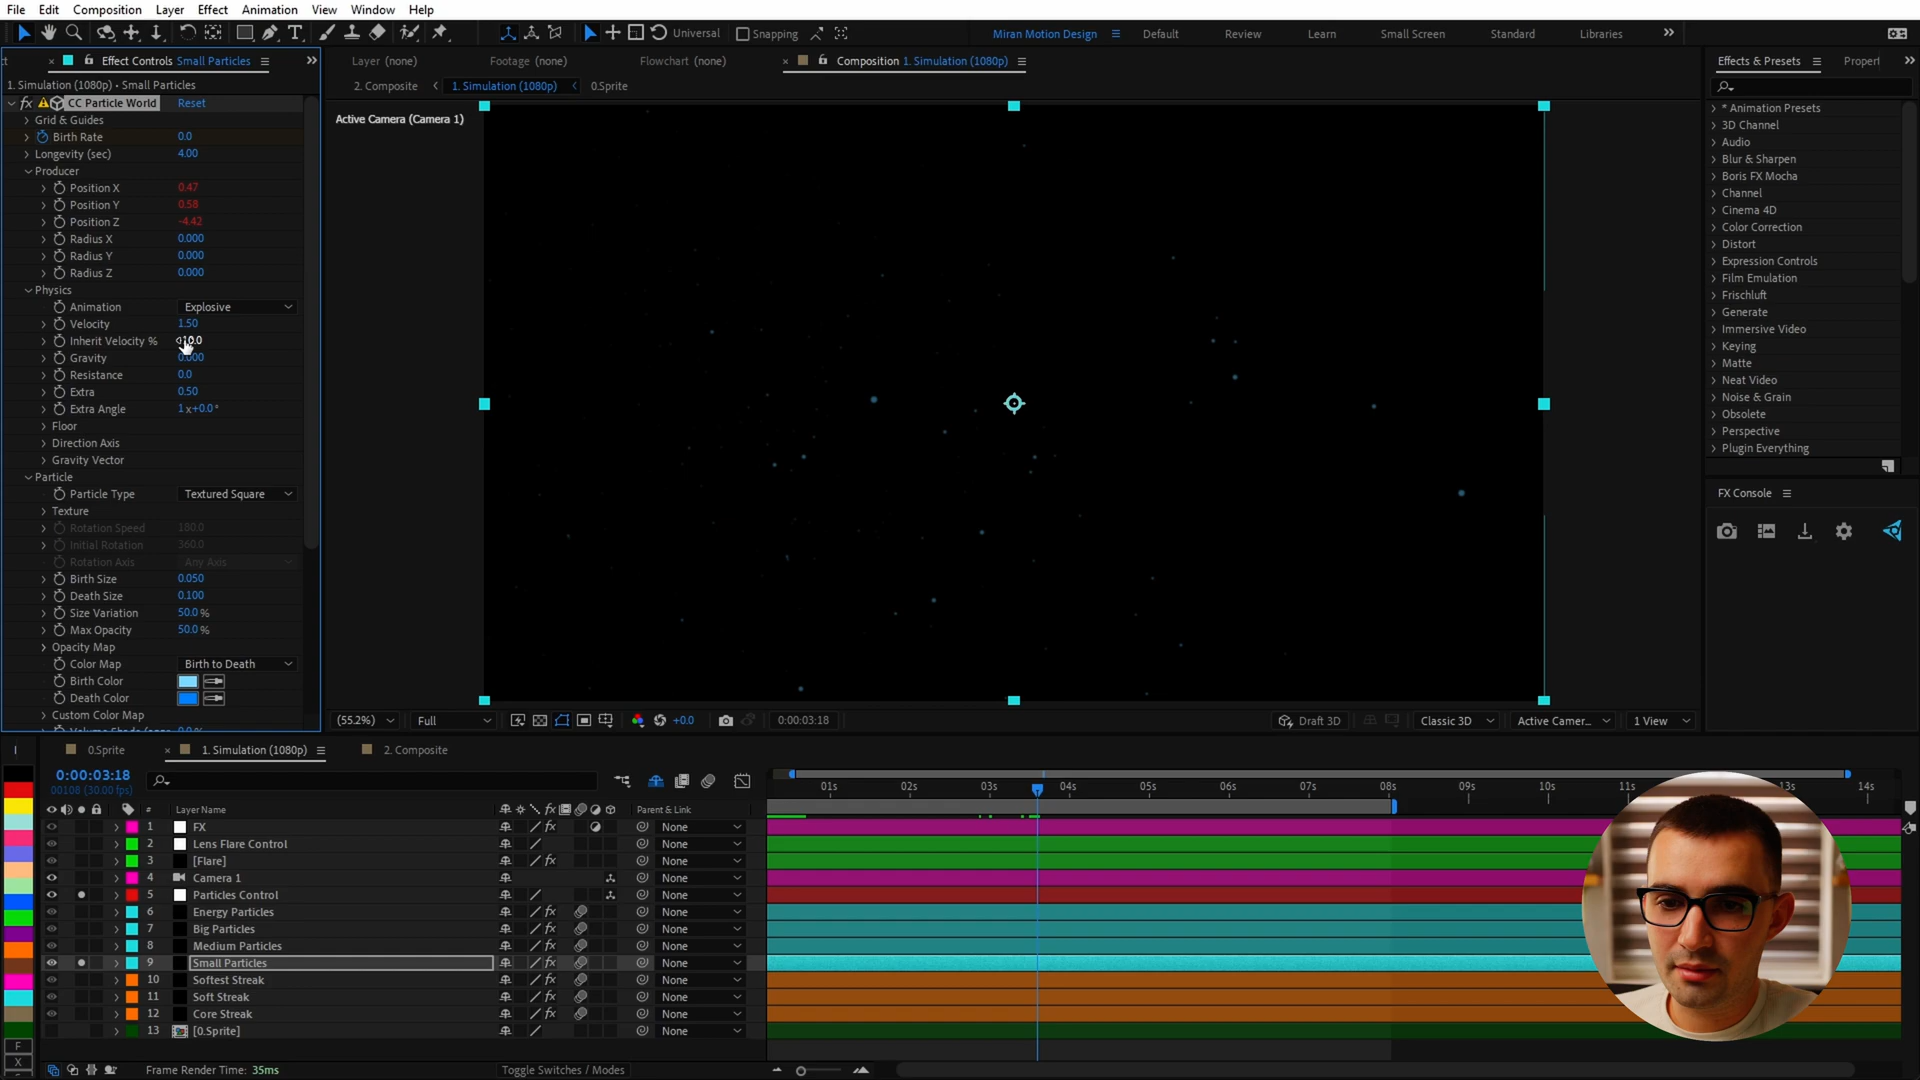 File Edit Composition Layer Effect Animation View Window Help
Universal Snapping Miran Motion Design Default Review Learn Small Screen Standard Libraries
Effect Controls Small Particles
Layer (none) Footage (none) Flowchart (none) Composition 1. Simulation (1080p)
Effects & Presets Propert
1. Simulation (1080p) • Small Particles
2. Composite 1. Simulation (1080p) 0.Sprite
fx CC Particle World Reset
Grid & Guides
Birth Rate 0.0
Longevity (sec) 4.00
Producer
Position X 0.47
Position Y 0.58
Position Z -4.42
Radius X 0.000
Radius Y 0.000
Radius Z 0.000
Physics
Animation Explosive
Velocity 1.50
Inherit Velocity %
Gravity 0.000
Resistance 0.0
Extra 0.50
Extra Angle 1 x+0.0 °
Floor
Direction Axis
Gravity Vector
Particle
Particle Type Textured Square
Texture
Rotation Speed 180.0
Initial Rotation 360.0
Rotation Axis Any Axis
Birth Size 0.050
Death Size 0.100
Size Variation 50.0 %
Max Opacity 50.0 %
Opacity Map
Color Map Birth to Death
Birth Color
Death Color
Custom Color Map
Active Camera (Camera 1)
(55.2%) Full +0.0 0:00:03:18 Draft 3D Classic 3D Active Camer... 1 View
* Animation Presets
3D Channel
Audio
Blur & Sharpen
Boris FX Mocha
Channel
Cinema 4D
Color Correction
Distort
Expression Controls
Film Emulation
Frischluft
Generate
Immersive Video
Keying
Matte
Neat Video
Noise & Grain
Obsolete
Perspective
Plugin Everything
FX Console
0.Sprite 1. Simulation (1080p) 2. Composite
0:00:03:18
00108 (30.00 fps)
01s 02s 03s 04s 05s 06s 07s 08s 09s 10s 11s 13s 14s
# Layer Name fx Parent & Link
1 FX fx None
2 Lens Flare Control None
3 [Flare] fx None
4 Camera 1 None
5 Particles Control None
6 Energy Particles fx None
7 Big Particles fx None
8 Medium Particles fx None
9 Small Particles fx None
10 Softest Streak fx None
11 Soft Streak fx None
12 Core Streak fx None
13 [0.Sprite] None
F
X
Frame Render Time: 35ms Toggle Switches / Modes